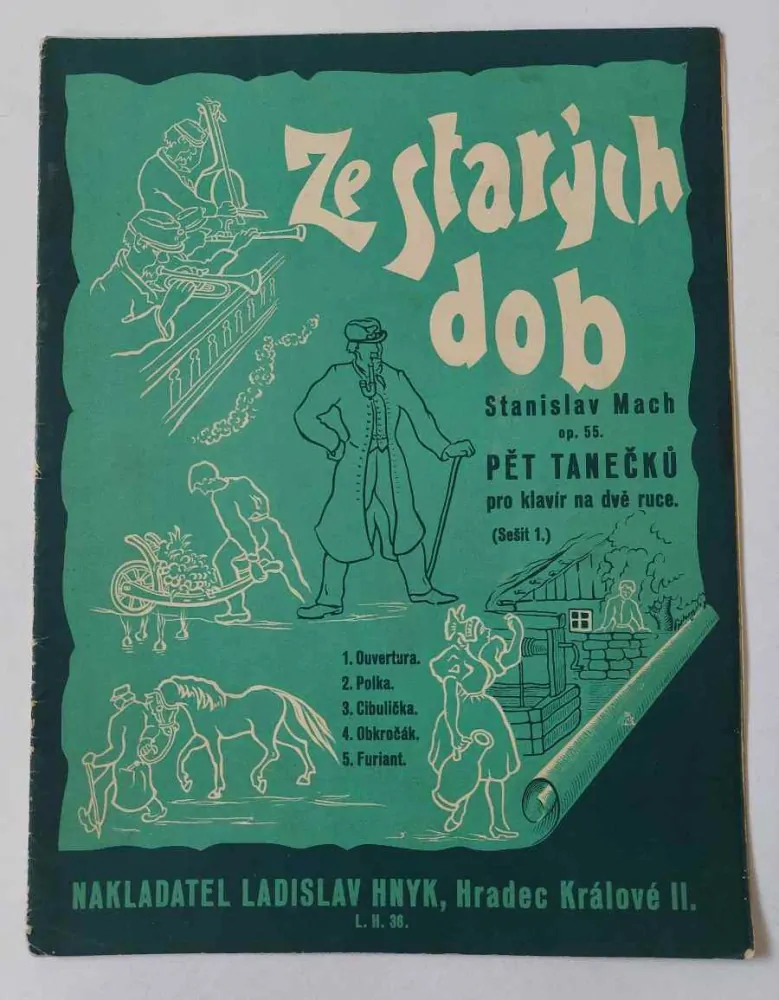 Ze starých
dob
Stanislav Mach
op. 55.
PĚT TANEČKŮ
pro klavír na dvě ruce.
(Sešit 1.)
1. Ouvertura.
2. Polka.
3. Cibulička.
4. Obkročák.
5. Furiant.
NAKLADATEL LADISLAV HNYK, Hradec Králové II.
L. H. 36.